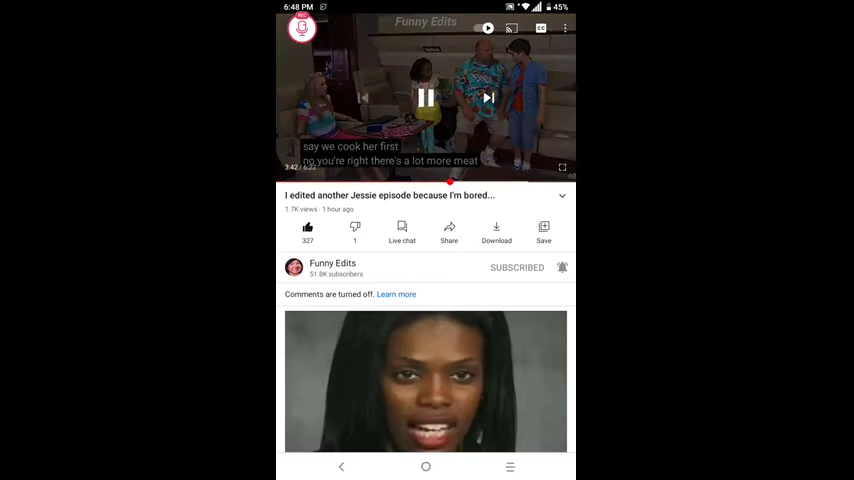 6:48 PM
45%
REC
Funny Edits
CC
say we cook her first
no you're right there's a lot more meat
3:42 / 6:22
I edited another Jessie episode because I'm bored...
1.7K views · 1 hour ago
327
1
Live chat
Share
Download
Save
Funny Edits
51.8K subscribers
SUBSCRIBED
Comments are turned off. Learn more